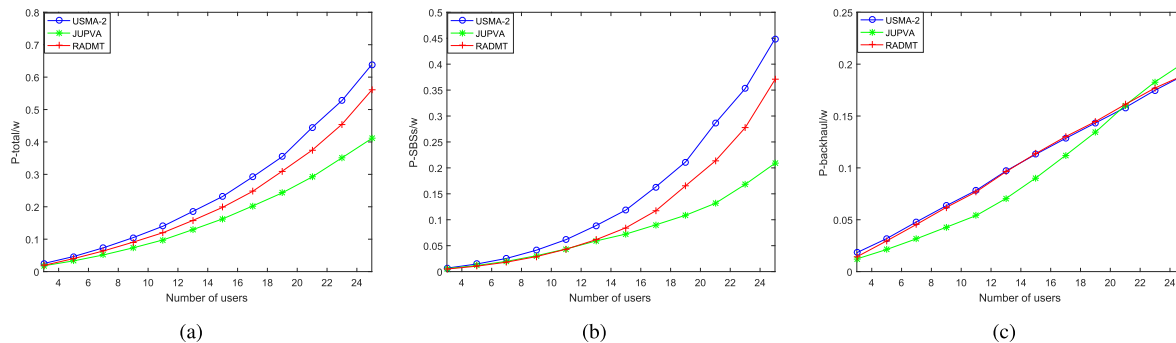 USMA-2
JUPVA
RADMT
P-total/w
0.8
0.7
0.6
0.5
0.4
0.3
0.2
0.1
0
4 6 8 10 12 14 16 18 20 22 24
Number of users
(a)
USMA-2
JUPVA
RADMT
P-SBSs/w
0.5
0.45
0.4
0.35
0.3
0.25
0.2
0.15
0.1
0.05
0
4 6 8 10 12 14 16 18 20 22 24
Number of users
(b)
USMA-2
JUPVA
RADMT
P-backhaul/w
0.25
0.2
0.15
0.1
0.05
0
4 6 8 10 12 14 16 18 20 22 24
Number of users
(c)